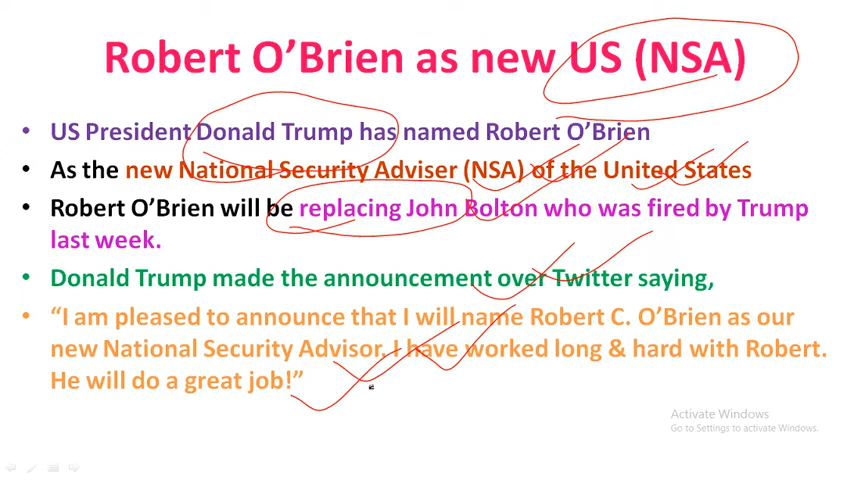 Robert O’Brien as new US (NSA)
• US President Donald Trump has named Robert O’Brien
• As the new National Security Adviser (NSA) of the United States
• Robert O’Brien will be replacing John Bolton who was fired by Trump
last week.
• Donald Trump made the announcement over Twitter saying,
• “I am pleased to announce that I will name Robert C. O’Brien as our
new National Security Advisor. I have worked long & hard with Robert.
He will do a great job!”
Activate Windows
Go to Settings to activate Windows.